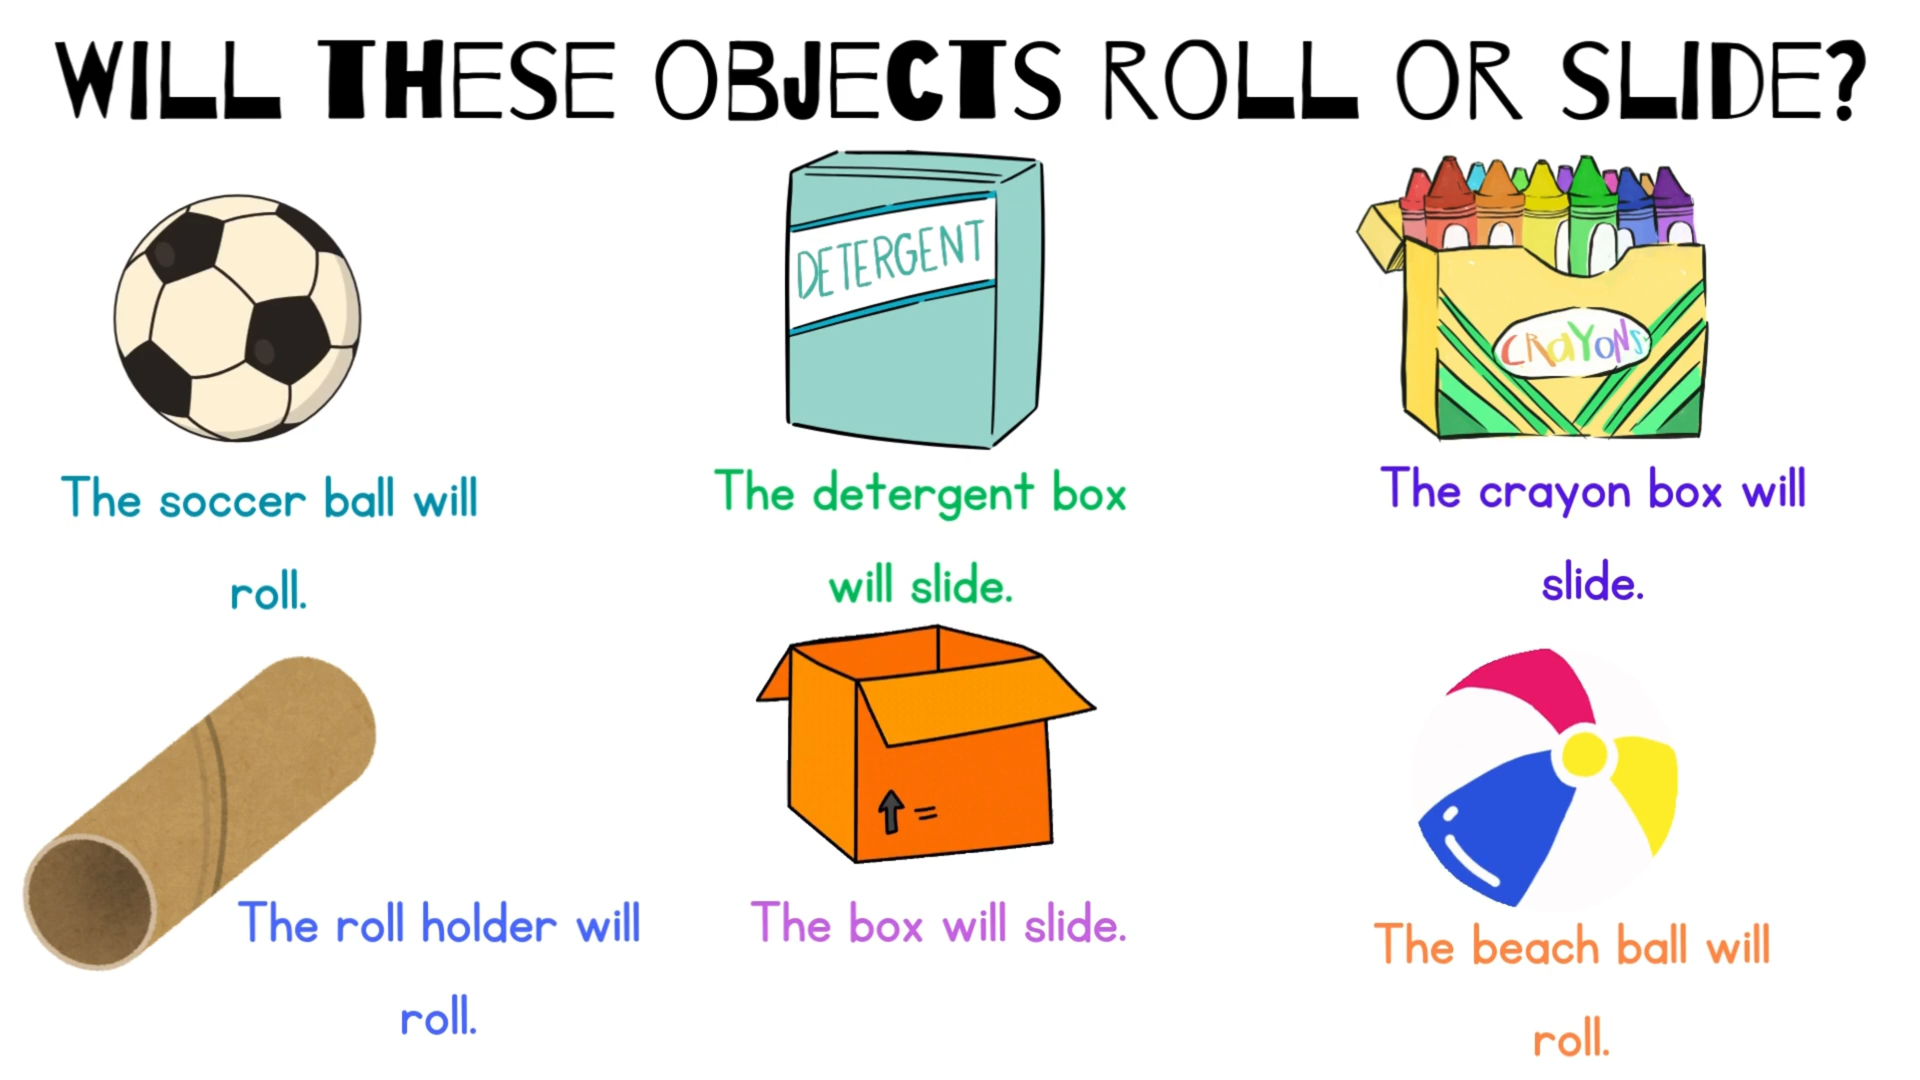 WILL THESE OBJECTS ROLL OR SLIDE?
DETERGENT
CRaYoNS
The soccer ball will
roll.
The detergent box
will slide.
The crayon box will
slide.
The roll holder will
roll.
The box will slide.
The beach ball will
roll.